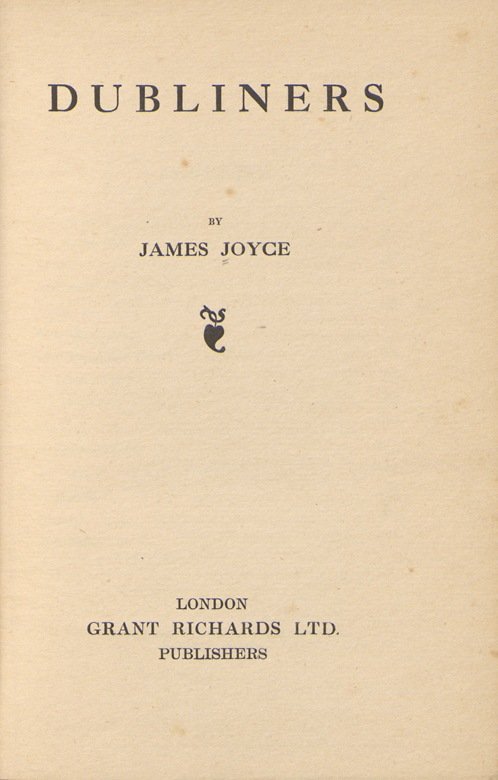 DUBLINERS
BY
JAMES JOYCE
LONDON
GRANT RICHARDS LTD.
PUBLISHERS